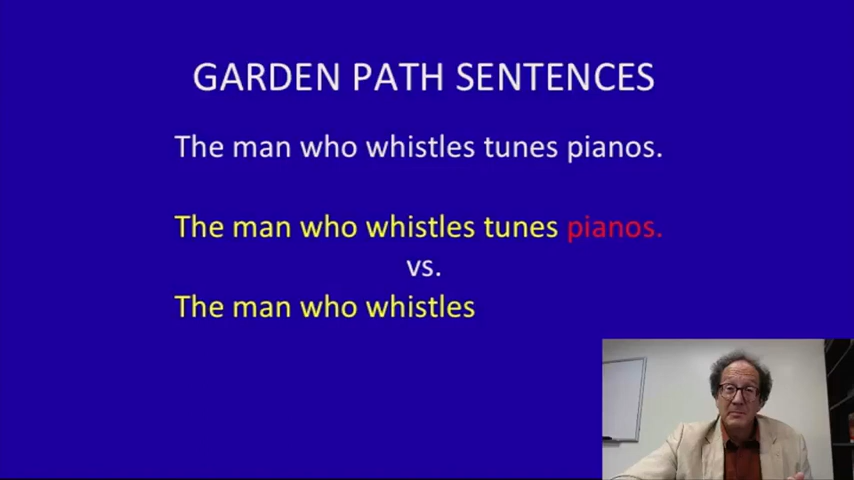 GARDEN PATH SENTENCES
The man who whistles tunes pianos.
The man who whistles tunes pianos.
vs.
The man who whistles